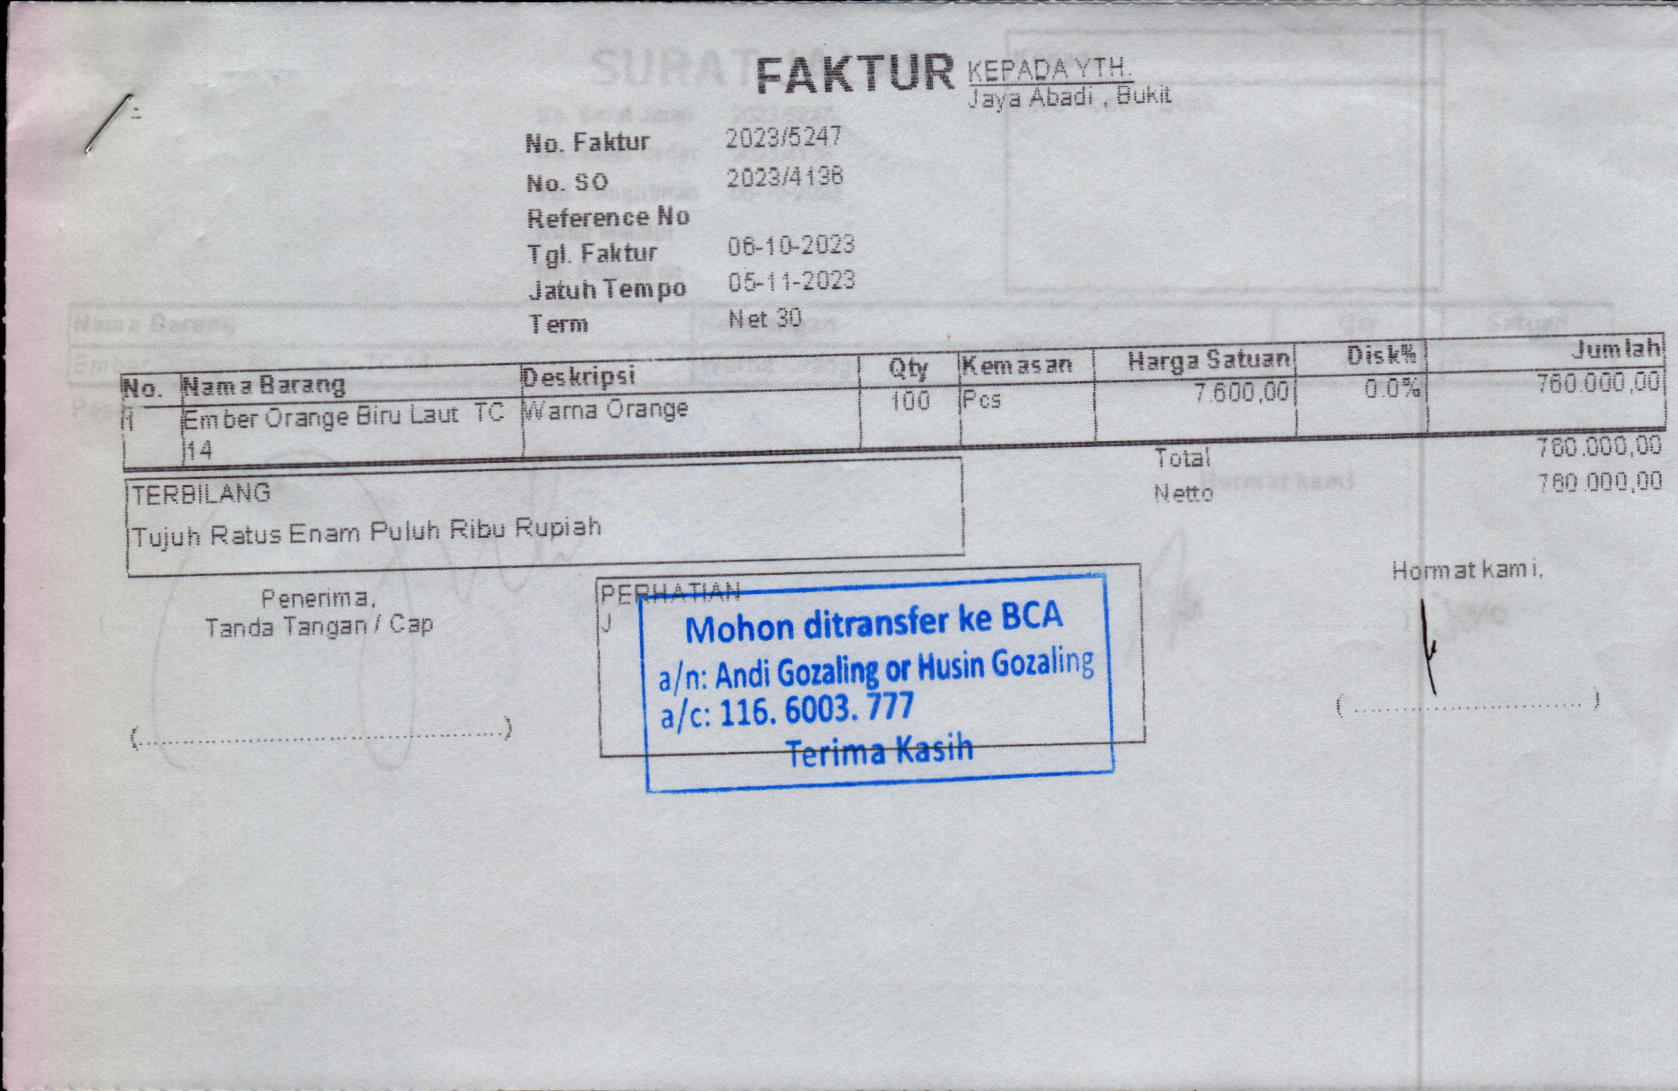 FAKTUR
KEPADA YTH.
Jaya Abadi , Bukit
No. Faktur 2023/5247
No. SO 2023/4138
Reference No
Tgl. Faktur 06-10-2023
Jatuh Tempo 05-11-2023
Term Net 30
No. Nama Barang Deskripsi Qty Kemasan Harga Satuan Disk% Jumlah
1 Ember Orange Biru Laut TC Warna Orange 100 Pcs 7.600,00 0.0% 760.000,00
14
Total 760.000,00
Netto 760.000,00
TERBILANG
Tujuh Ratus Enam Puluh Ribu Rupiah
Penerima,
Tanda Tangan / Cap
(..................................................)
PERHATIAN
J
Mohon ditransfer ke BCA
a/n: Andi Gozaling or Husin Gozaling
a/c: 116. 6003. 777
Terima Kasih
Hormat kami,
(................................)